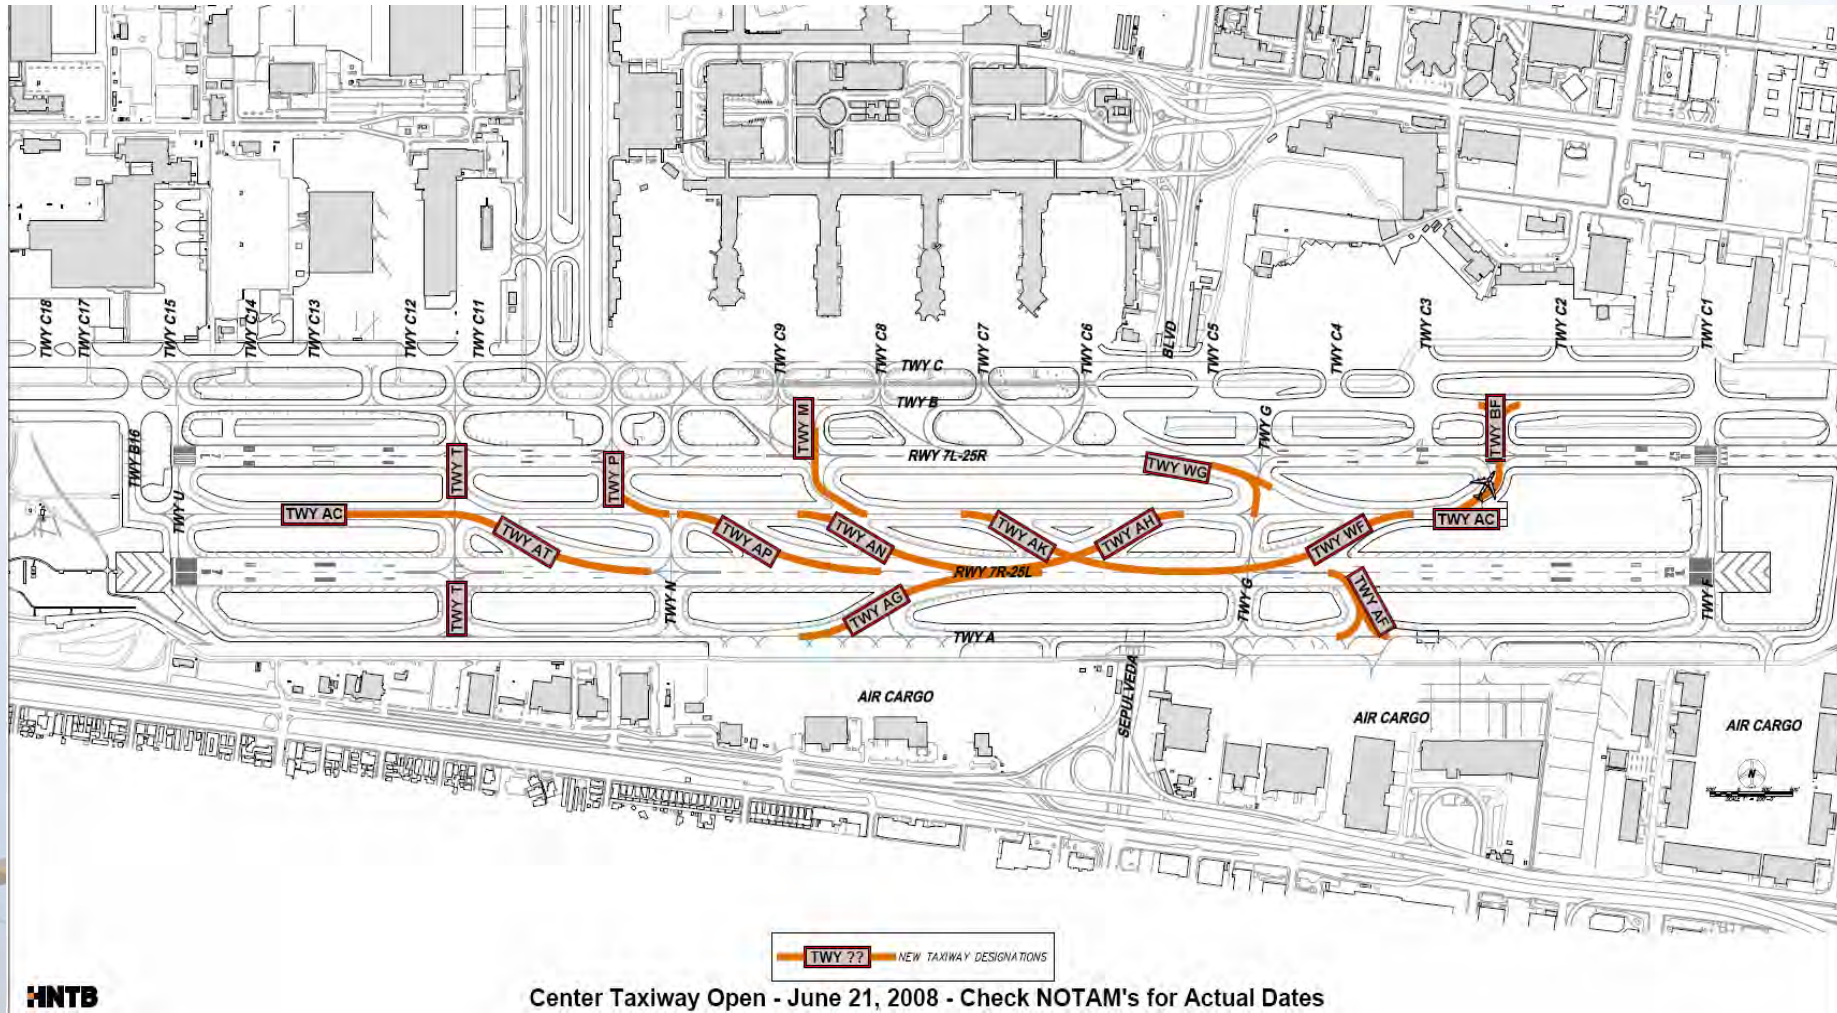 TWY C18
TWY C17
TWY C15
TWY C14
TWY C13
TWY C12
TWY C11
TWY C9
TWY C8
TWY C7
TWY C6
BLVD
TWY C5
TWY C4
TWY C3
TWY C2
TWY C1
TWY C
TWY B
TWY M
TWY G
TWY BF
TWY B16
TWY T
TWY P
RWY 7L-25R
TWY WG
TWY U
TWY AC
TWY AT
TWY AP
TWY AN
TWY AK
TWY AH
TWY WF
TWY AC
RWY 7R-25L
TWY T
TWY N
TWY AG
TWY G
TWY AF
TWY F
TWY A
SEPULVEDA
AIR CARGO
AIR CARGO
AIR CARGO
N
TWY ??
NEW TAXIWAY DESIGNATIONS
HNTB
Center Taxiway Open - June 21, 2008 - Check NOTAM's for Actual Dates